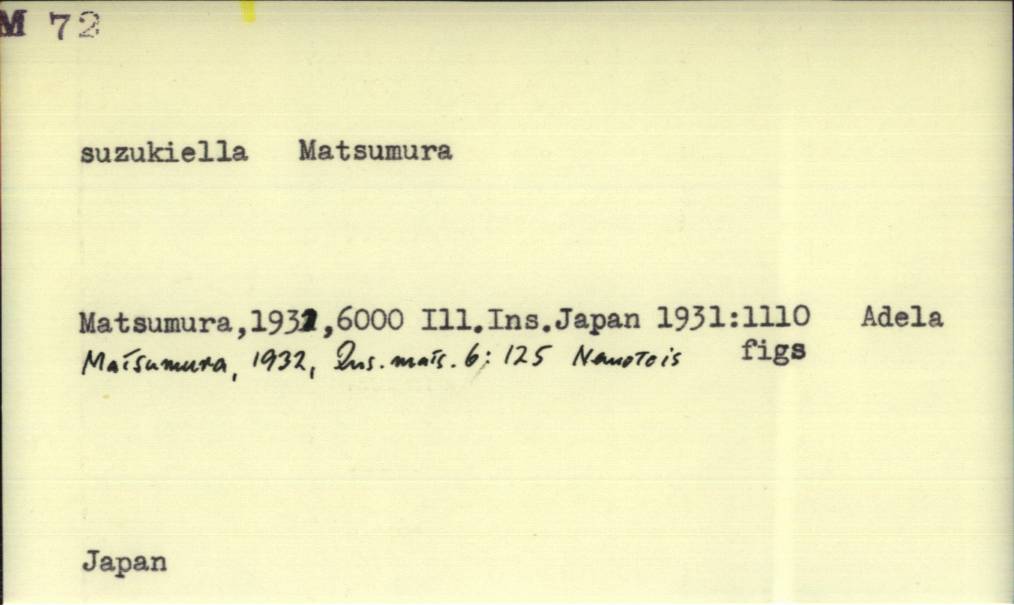 M 72
suzukiella Matsumura
Matsumura,1931,6000 Ill.Ins.Japan 1931:1110 Adela
figs
Matsumura, 1932, Ins. mats. 6: 125 Nemotois
Japan